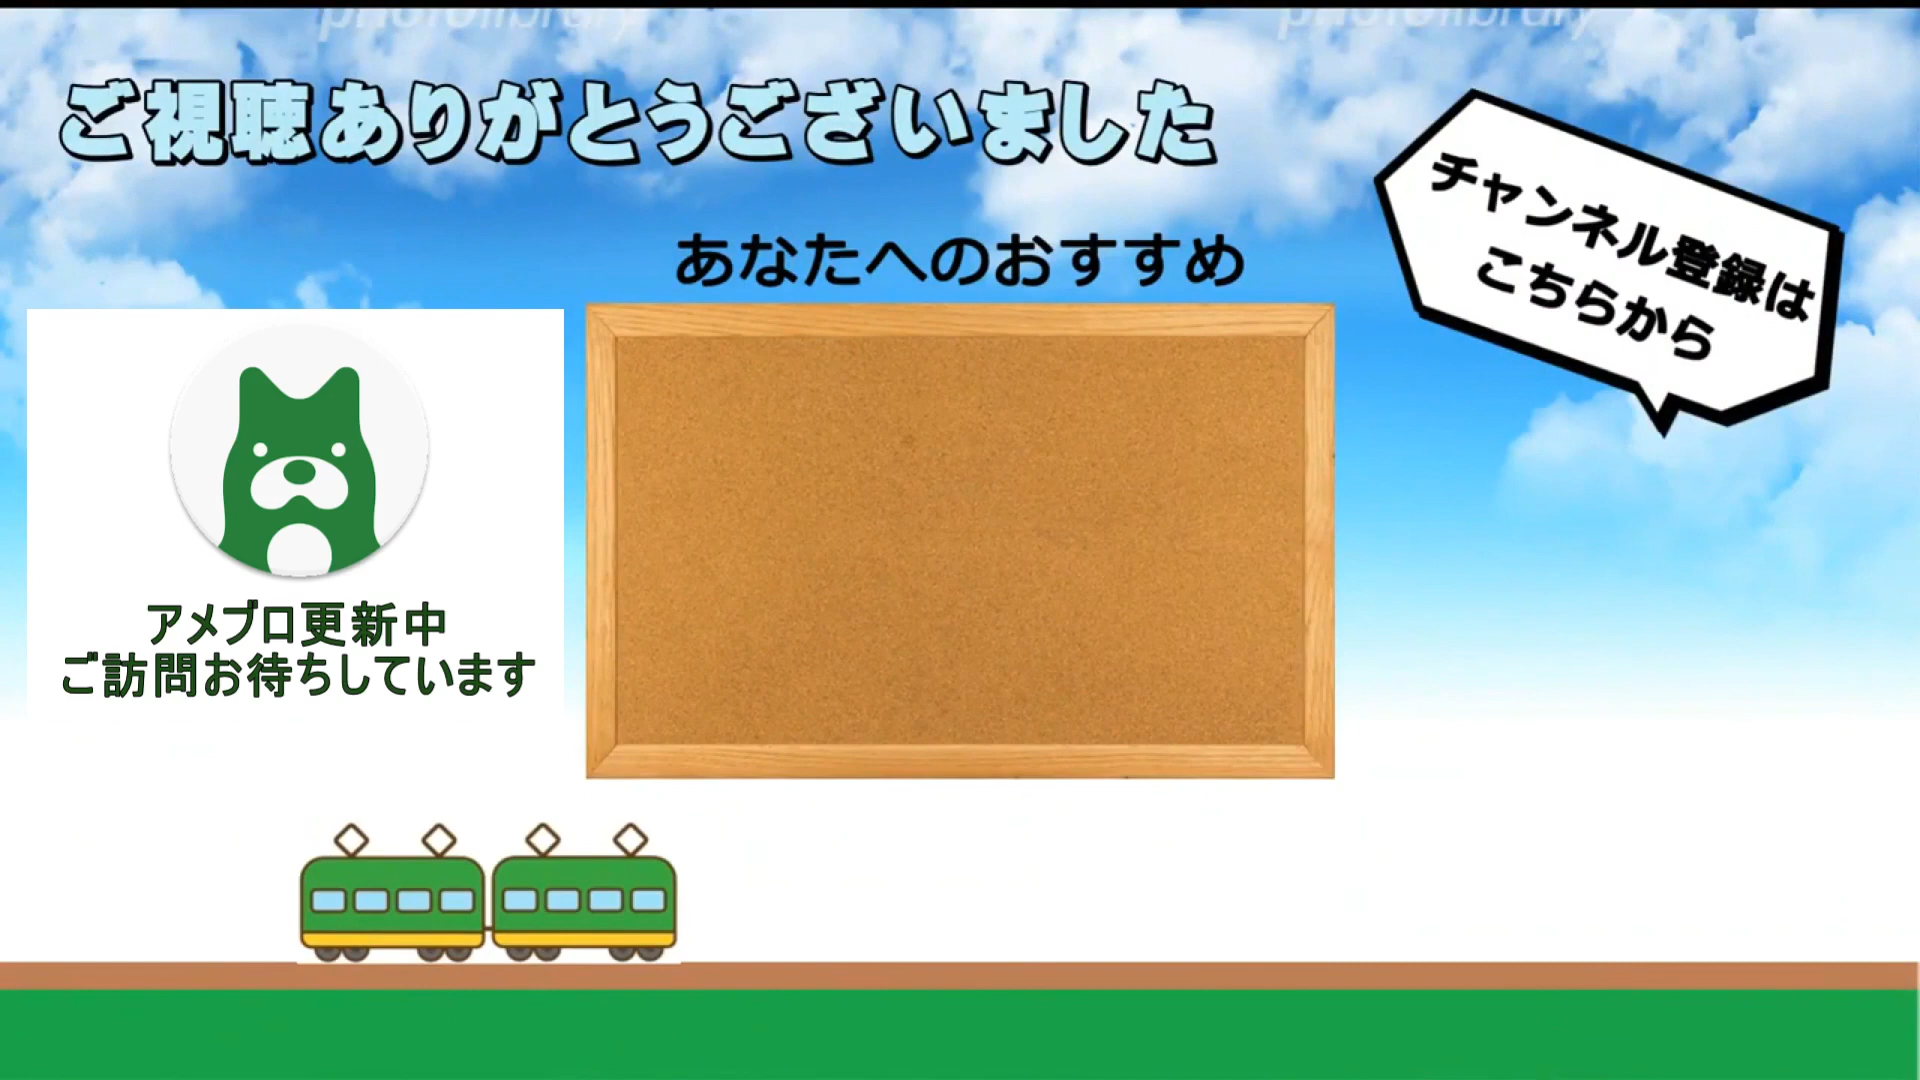 photolibrary photolibrary
ご視聴ありがとうございました
チャンネル登録は
こちらから
あなたへのおすすめ
アメブロ更新中
ご訪問お待ちしています